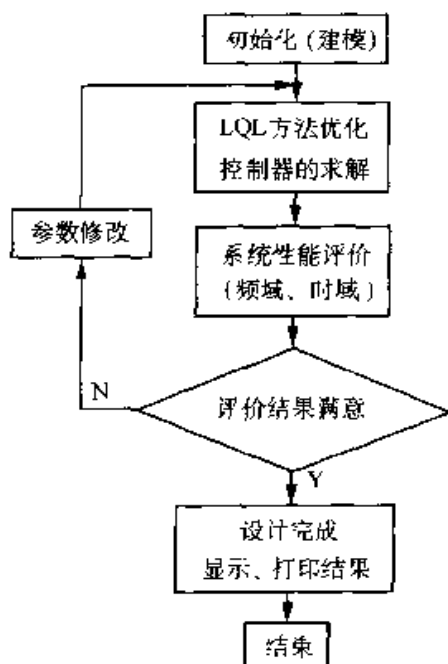 初始化(建模)
LQL方法优化
控制器的求解
参数修改
系统性能评价
(频域、时域)
N
评价结果满意
Y
设计完成
显示、打印结果
结束